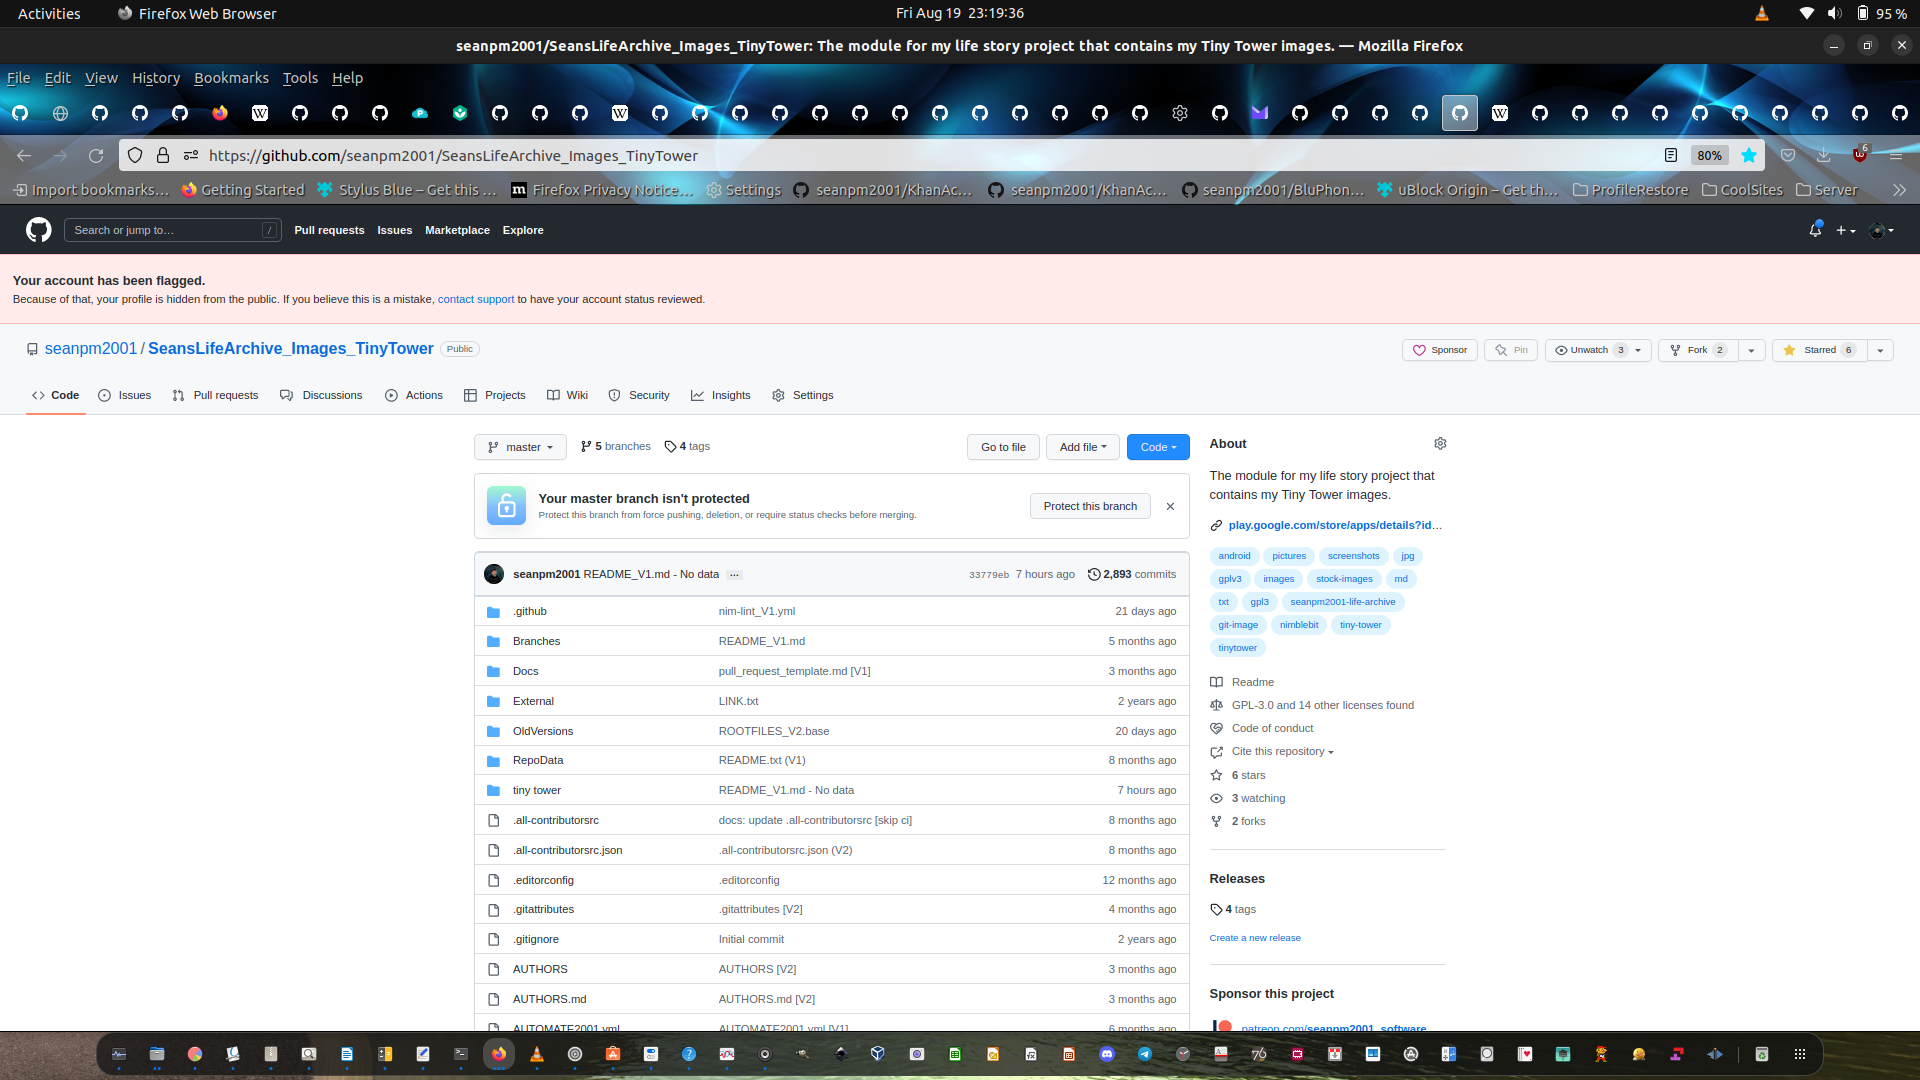 Activities
Firefox Web Browser
Fri Aug 19 23:19:36
95 %
seanpm2001/SeansLifeArchive_Images_TinyTower: The module for my life story project that contains my Tiny Tower images. — Mozilla Firefox
File Edit View History Bookmarks Tools Help
https://github.com/seanpm2001/SeansLifeArchive_Images_TinyTower
80%
6
Import bookmarks…
Getting Started
Stylus Blue – Get this …
Firefox Privacy Notice…
Settings
seanpm2001/KhanAc…
seanpm2001/KhanAc…
seanpm2001/BluPhon…
uBlock Origin – Get th…
ProfileRestore
CoolSites
Server
Search or jump to…
/
Pull requests
Issues
Marketplace
Explore
Your account has been flagged.
Because of that, your profile is hidden from the public. If you believe this is a mistake, contact support to have your account status reviewed.
seanpm2001 / SeansLifeArchive_Images_TinyTower
Public
Sponsor
Pin
Unwatch 3
Fork 2
Starred 6
Code
Issues
Pull requests
Discussions
Actions
Projects
Wiki
Security
Insights
Settings
master
5 branches
4 tags
Go to file
Add file
Code
Your master branch isn't protected
Protect this branch from force pushing, deletion, or require status checks before merging.
Protect this branch
seanpm2001 README_V1.md - No data …
33779eb 7 hours ago
2,893 commits
.github nim-lint_V1.yml 21 days ago
Branches README_V1.md 5 months ago
Docs pull_request_template.md [V1] 3 months ago
External LINK.txt 2 years ago
OldVersions ROOTFILES_V2.base 20 days ago
RepoData README.txt (V1) 8 months ago
tiny tower README_V1.md - No data 7 hours ago
.all-contributorsrc docs: update .all-contributorsrc [skip ci] 8 months ago
.all-contributorsrc.json .all-contributorsrc.json (V2) 8 months ago
.editorconfig .editorconfig 12 months ago
.gitattributes .gitattributes [V2] 4 months ago
.gitignore Initial commit 2 years ago
AUTHORS AUTHORS [V2] 3 months ago
AUTHORS.md AUTHORS.md [V2] 3 months ago
AUTOMATE2001.yml AUTOMATE2001.yml [V1] 6 months ago
About
The module for my life story project that
contains my Tiny Tower images.
play.google.com/store/apps/details?id…
android pictures screenshots jpg
gplv3 images stock-images md
txt gpl3 seanpm2001-life-archive
git-image nimblebit tiny-tower
tinytower
Readme
GPL-3.0 and 14 other licenses found
Code of conduct
Cite this repository
6 stars
3 watching
2 forks
Releases
4 tags
Create a new release
Sponsor this project
patreon.com/seanpm2001_software